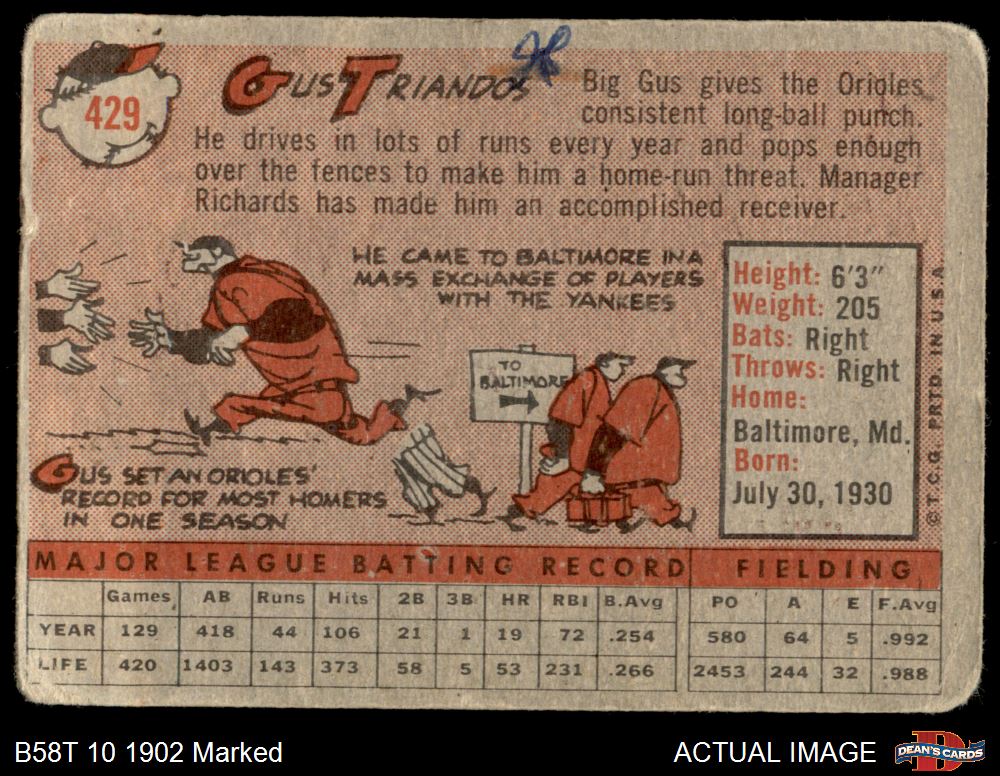 429
GUS TRIANDOS
Big Gus gives the Orioles
consistent long-ball punch.
He drives in lots of runs every year and pops enough
over the fences to make him a home-run threat. Manager
Richards has made him an accomplished receiver.
HE CAME TO BALTIMORE IN A
MASS EXCHANGE OF PLAYERS
WITH THE YANKEES
TO
BALTIMORE
GUS SET AN ORIOLES'
RECORD FOR MOST HOMERS
IN ONE SEASON
Height: 6'3"
Weight: 205
Bats: Right
Throws: Right
Home:
Baltimore, Md.
Born:
July 30, 1930
© T.C.G. PRTD. IN U.S.A.
MAJOR LEAGUE BATTING RECORD FIELDING
Games AB Runs Hits 2B 3B HR RBI B.Avg PO A E F.Avg
YEAR 129 418 44 106 21 1 19 72 .254 580 64 5 .992
LIFE 420 1403 143 373 58 5 53 231 .266 2453 244 32 .988
B58T 10 1902 Marked
ACTUAL IMAGE
DEAN'S CARDS